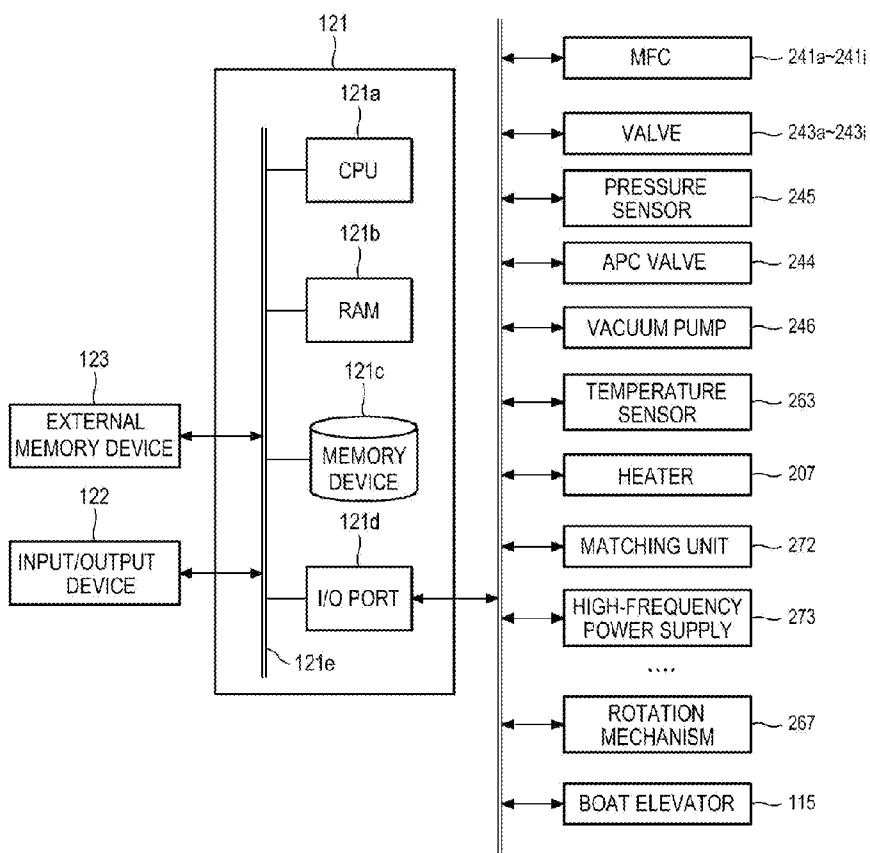 121
121a
CPU
121b
RAM
121c
MEMORY
DEVICE
121d
I/O PORT
121e
123
EXTERNAL
MEMORY DEVICE
122
INPUT/OUTPUT
DEVICE
MFC
241a~241i
VALVE
243a~243i
PRESSURE
SENSOR
245
APC VALVE
244
VACUUM PUMP
246
TEMPERATURE
SENSOR
263
HEATER
207
MATCHING UNIT
272
HIGH-FREQUENCY
POWER SUPPLY
273
....
ROTATION
MECHANISM
267
BOAT ELEVATOR
115